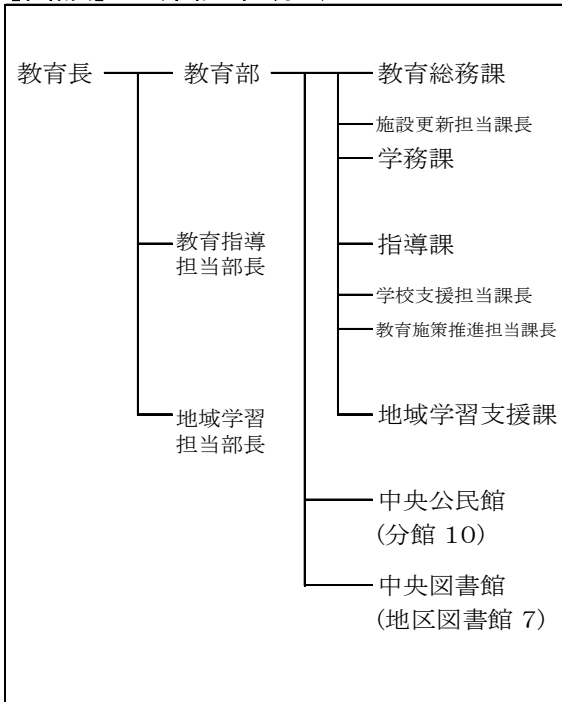 教育長
教育部
教育総務課
施設更新担当課長
学務課
教育指導
担当部長
指導課
学校支援担当課長
教育施策推進担当課長
地域学習
担当部長
地域学習支援課
中央公民館
(分館 10)
中央図書館
(地区図書館 7)